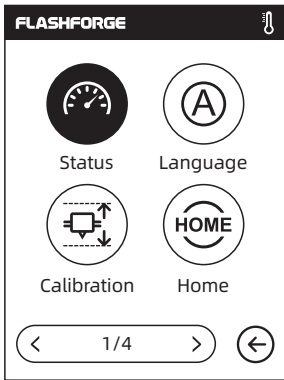 FLASHFORGE
A
Status Language
HOME
Calibration Home
1/4